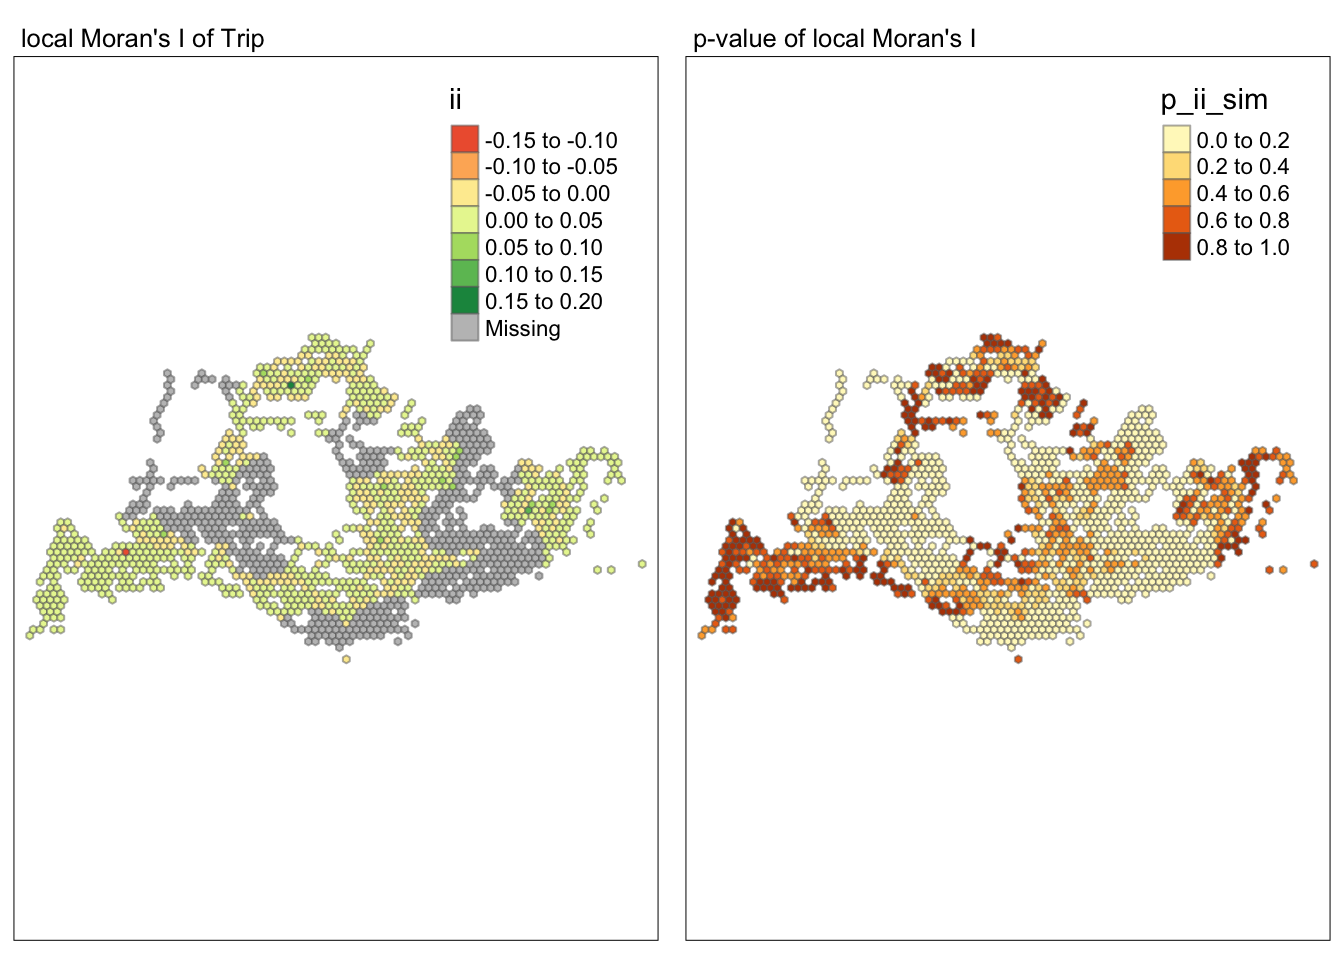 local Moran's I of Trip
ii
-0.15 to -0.10
-0.10 to -0.05
-0.05 to 0.00
0.00 to 0.05
0.05 to 0.10
0.10 to 0.15
0.15 to 0.20
Missing
p-value of local Moran's I
p_ii_sim
0.0 to 0.2
0.2 to 0.4
0.4 to 0.6
0.6 to 0.8
0.8 to 1.0